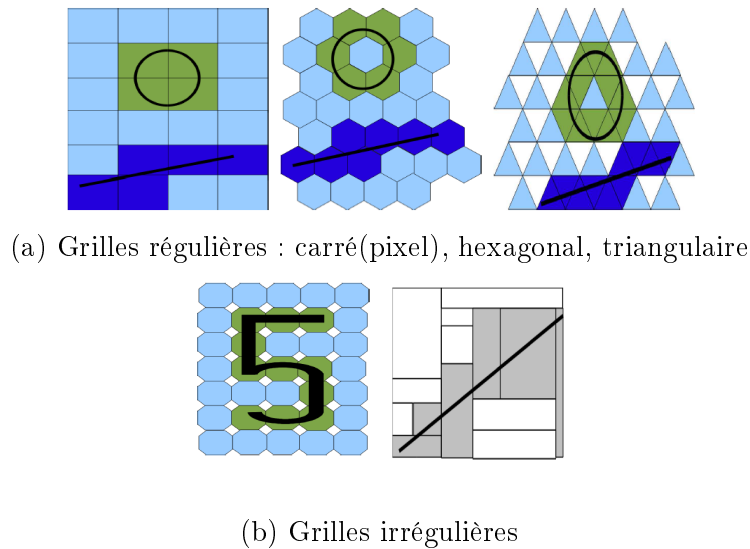 (a) Grilles régulières : carré(pixel), hexagonal, triangulaire
5
(b) Grilles irrégulières